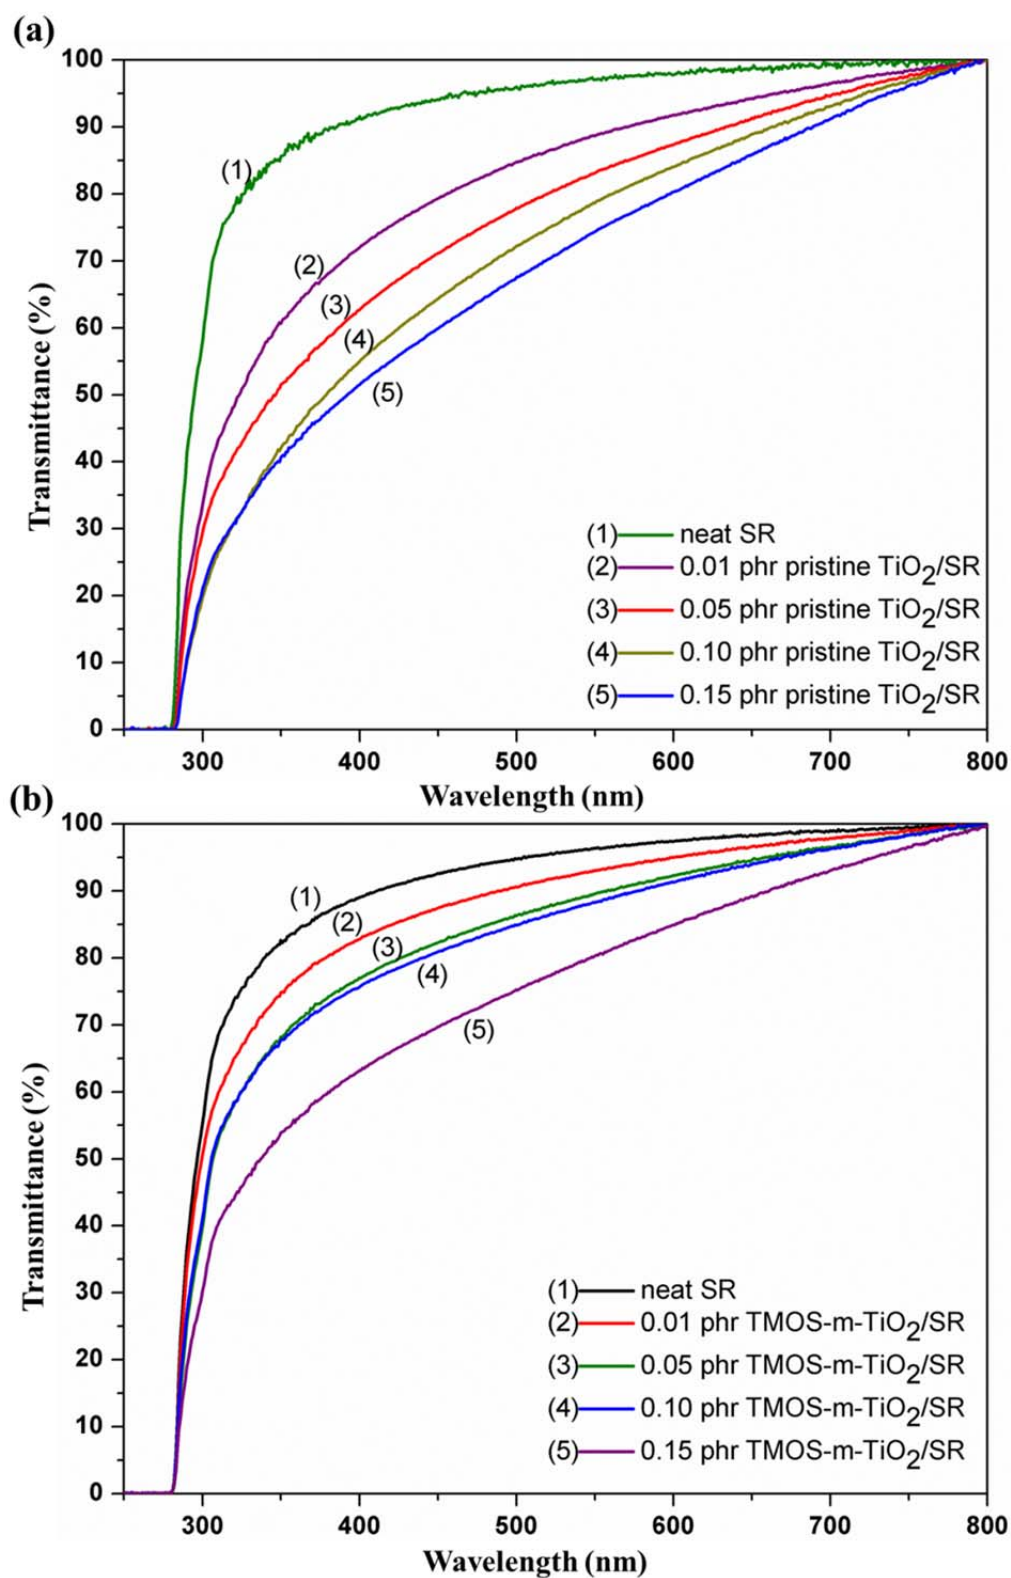 (a)
100
90
80
70
60
50
40
30
20
10
0
Transmittance (%)
(1)
(2)
(3)
(4)
(5)
(1) neat SR
(2) 0.01 phr pristine TiO2/SR
(3) 0.05 phr pristine TiO2/SR
(4) 0.10 phr pristine TiO2/SR
(5) 0.15 phr pristine TiO2/SR
300 400 500 600 700 800
Wavelength (nm)
(b)
100
90
80
70
60
50
40
30
20
10
0
Transmittance (%)
(1)
(2)
(3)
(4)
(5)
(1) neat SR
(2) 0.01 phr TMOS-m-TiO2/SR
(3) 0.05 phr TMOS-m-TiO2/SR
(4) 0.10 phr TMOS-m-TiO2/SR
(5) 0.15 phr TMOS-m-TiO2/SR
300 400 500 600 700 800
Wavelength (nm)